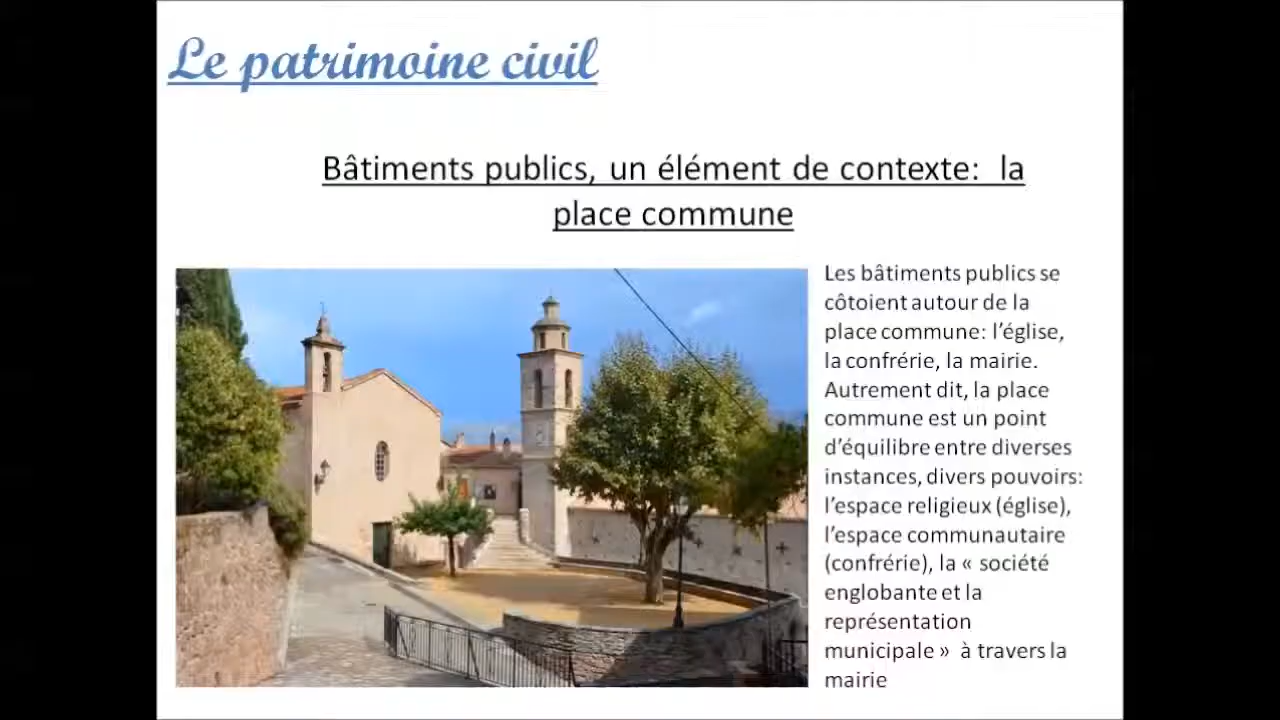 Le patrimoine civil
Bâtiments publics, un élément de contexte: la
place commune
Les bâtiments publics se
côtoient autour de la
place commune: l’église,
la confrérie, la mairie.
Autrement dit, la place
commune est un point
d’équilibre entre diverses
instances, divers pouvoirs:
l’espace religieux (église),
l’espace communautaire
(confrérie), la « société
englobante et la
représentation
municipale » à travers la
mairie